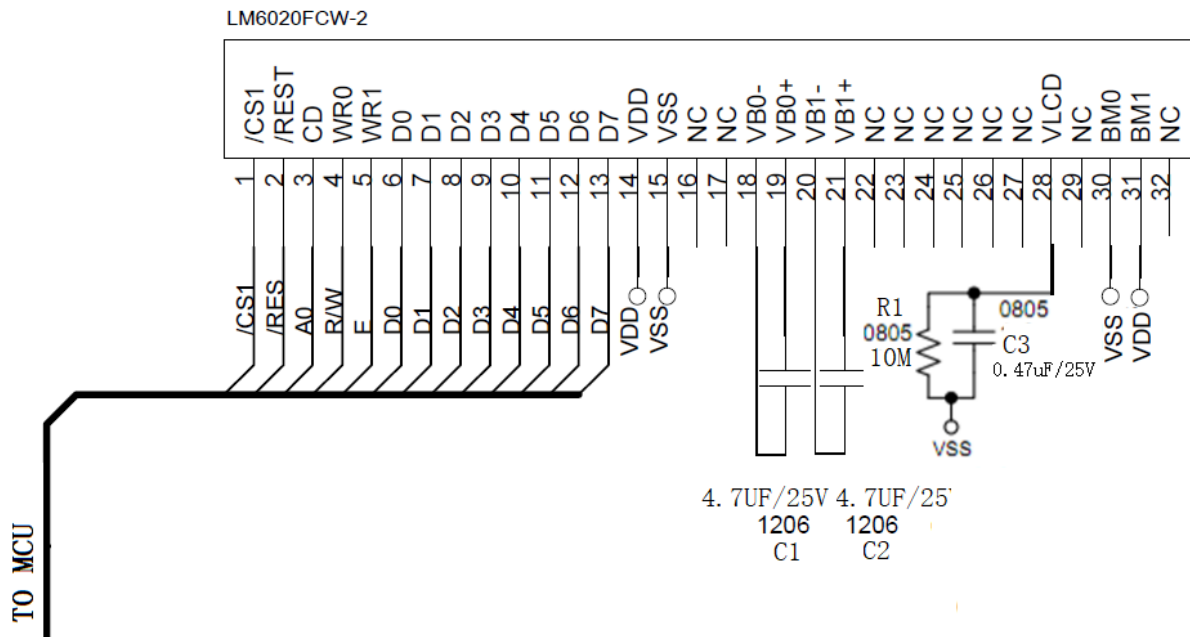 LM6020FCW-2
/CS1 /REST CD WR0 WR1 D0 D1 D2 D3 D4 D5 D6 D7 VDD VSS NC NC VB0- VB0+ VB1- VB1+ NC NC NC NC NC NC VLCD NC BM0 BM1 NC
1 2 3 4 5 6 7 8 9 10 11 12 13 14 15 16 17 18 19 20 21 22 23 24 25 26 27 28 29 30 31 32
/CS1 /RES A0 R/W E D0 D1 D2 D3 D4 D5 D6 D7 VDD VSS
R1
0805
10M
0805
C3
0.47uF/25V
VSS
VSS VDD
4.7UF/25V 4.7UF/25
1206 1206
C1 C2
TO MCU